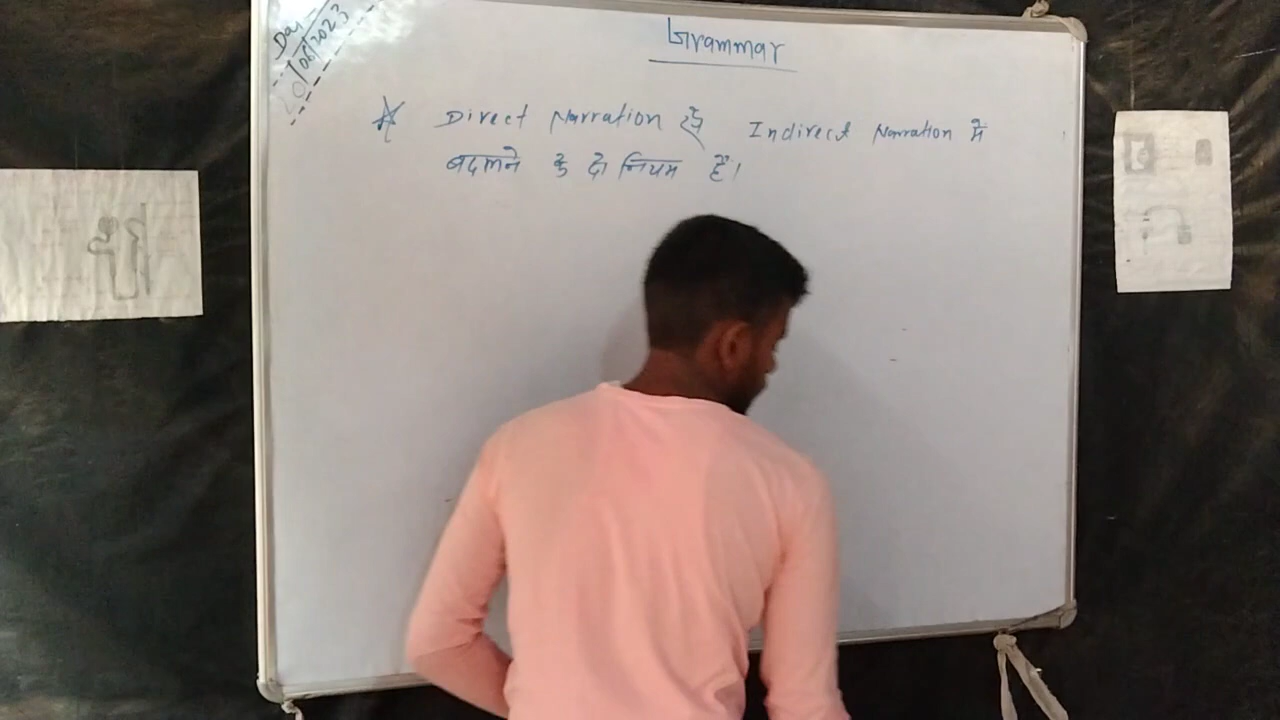 Day
20/08/2023
Grammar
Direct Narration से Indirect Narration में
बदलने के दो नियम हैं।